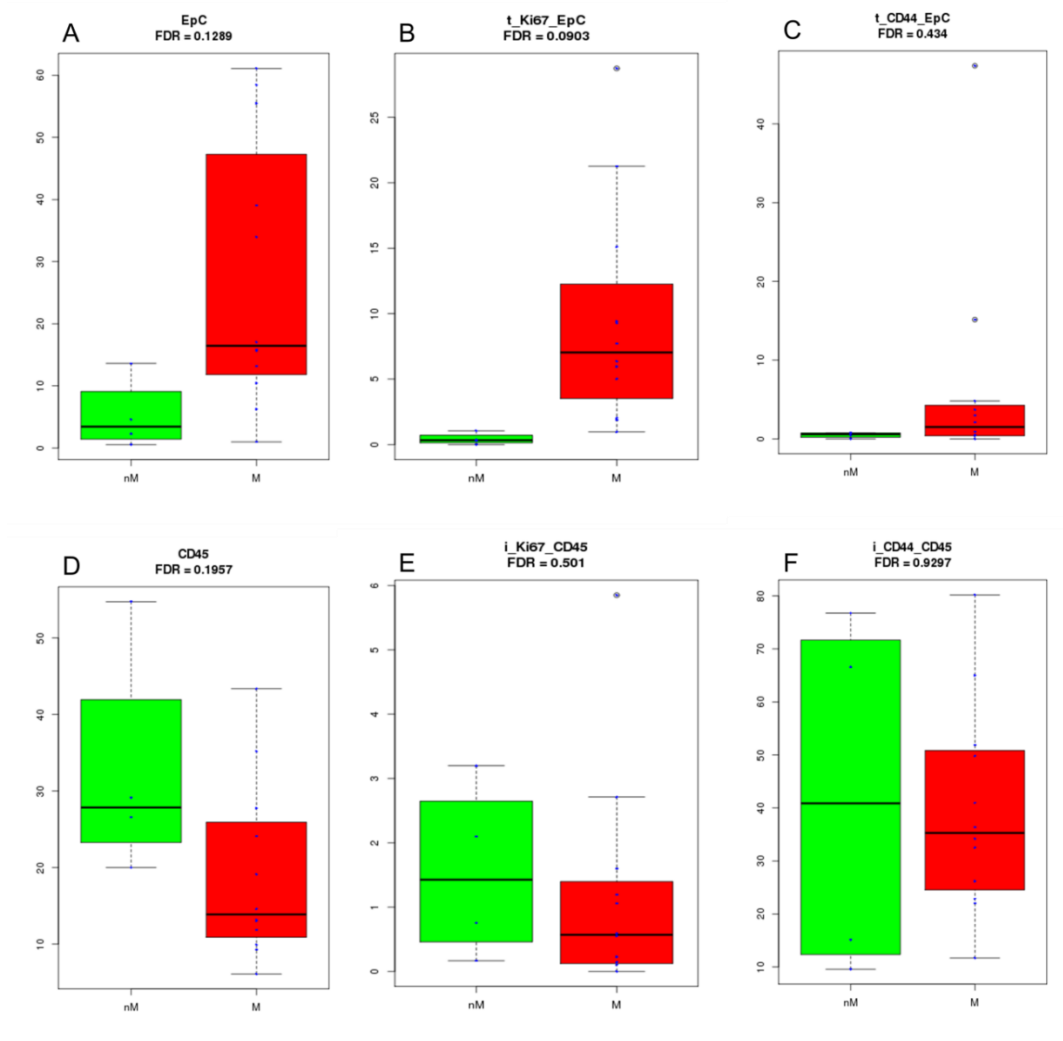 A
EpC
FDR = 0.1289
60
50
40
30
20
10
0
nM
M
B
t_Ki67_EpC
FDR = 0.0903
25
20
15
10
5
0
nM
M
C
t_CD44_EpC
FDR = 0.434
40
30
20
10
0
nM
M
D
CD45
FDR = 0.1957
50
40
30
20
10
nM
M
E
i_Ki67_CD45
FDR = 0.501
6
5
4
3
2
1
0
nM
M
F
i_CD44_CD45
FDR = 0.9297
80
70
60
50
40
30
20
10
nM
M